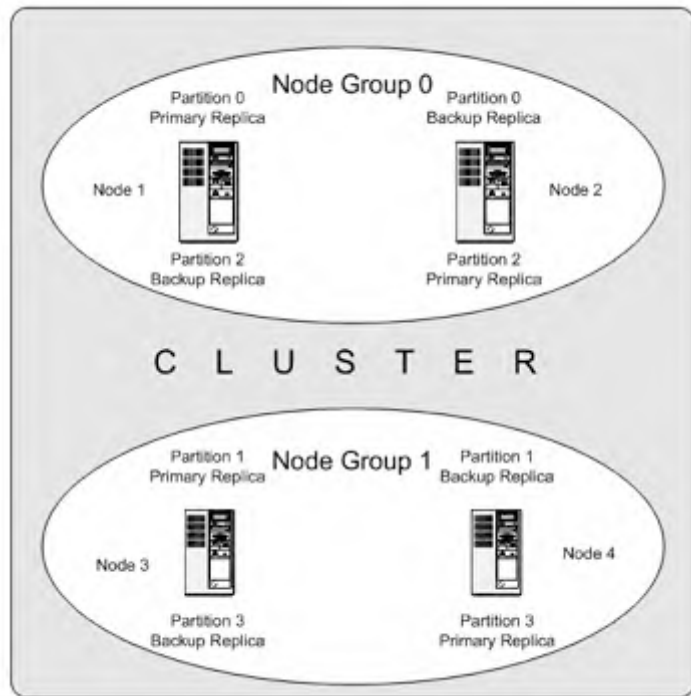 Node Group 0
Partition 0
Primary Replica
Partition 0
Backup Replica
Node 1
Node 2
Partition 2
Backup Replica
Partition 2
Primary Replica
C L U S T E R
Node Group 1
Partition 1
Primary Replica
Partition 1
Backup Replica
Node 3
Node 4
Partition 3
Backup Replica
Partition 3
Primary Replica